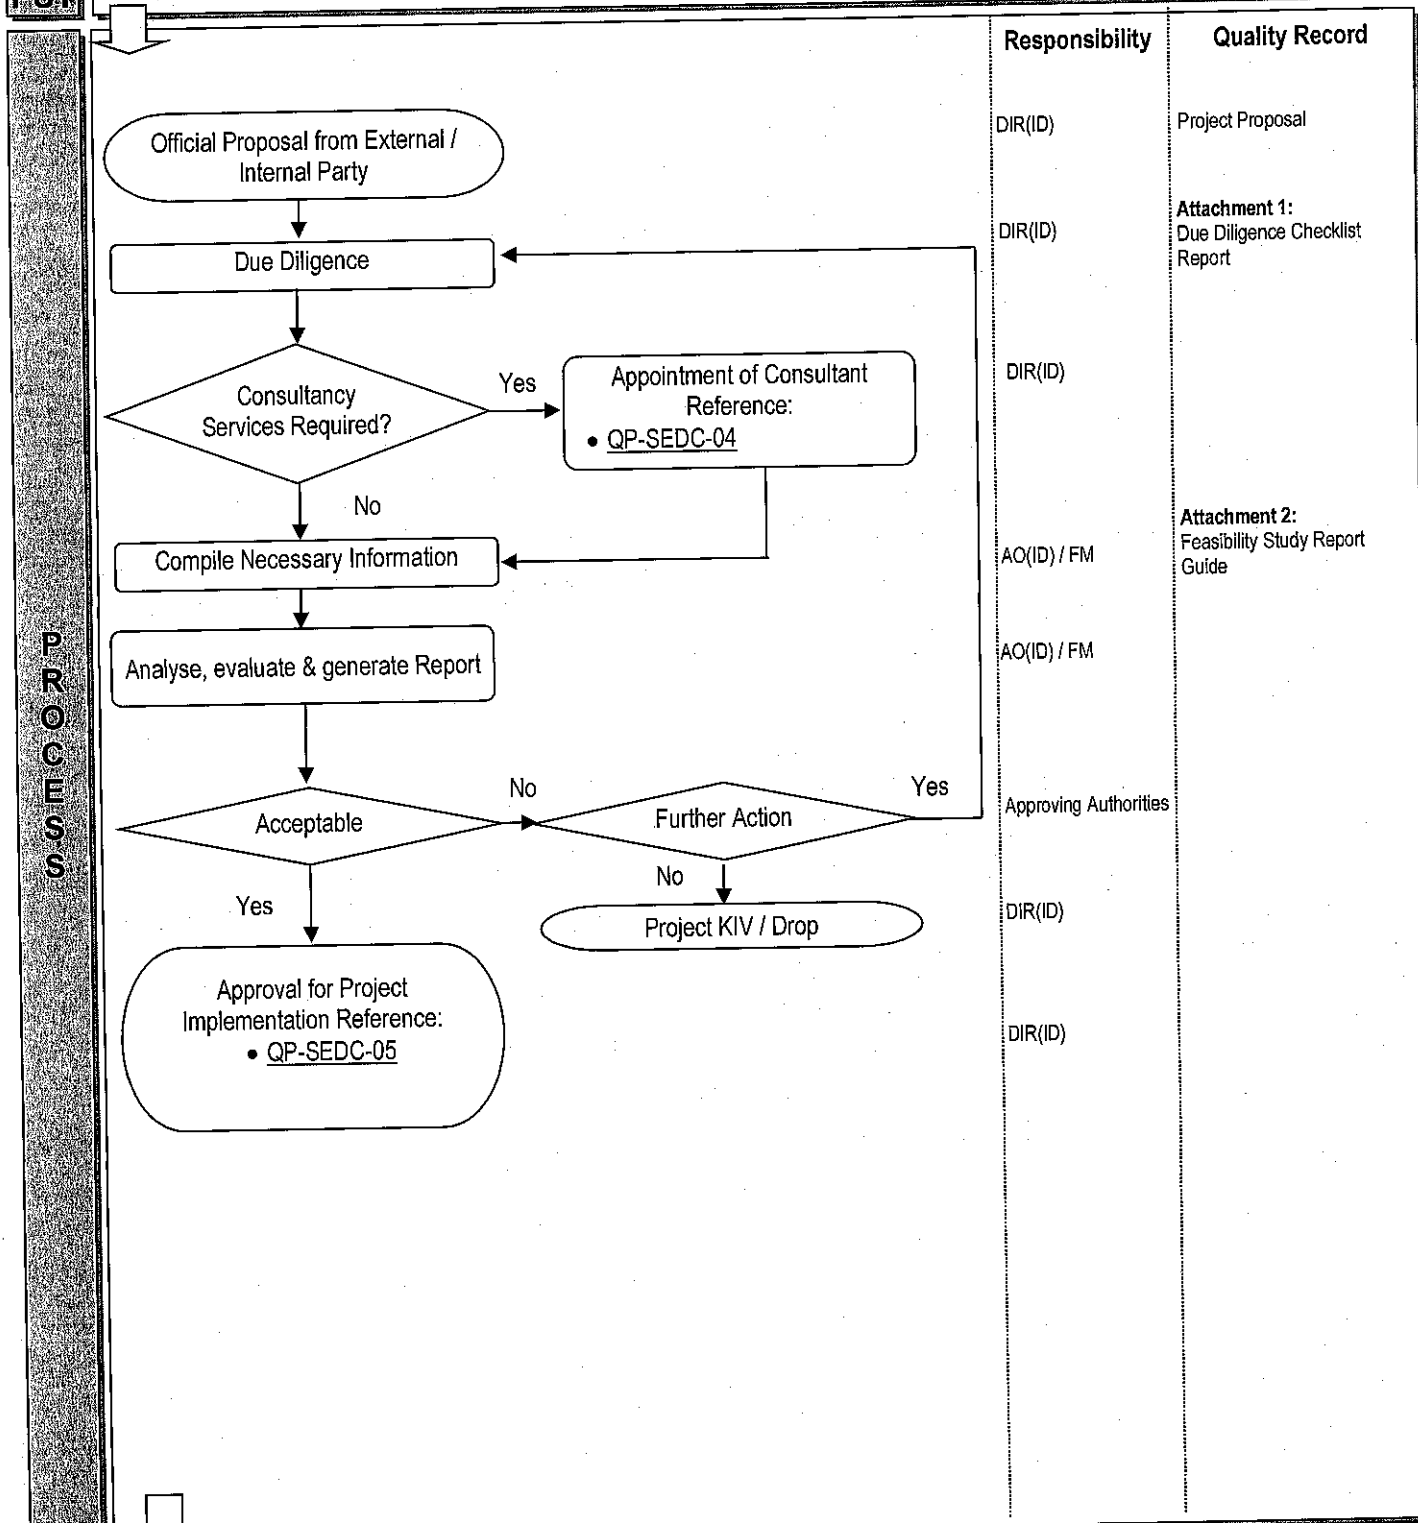 Responsibility
Quality Record
Official Proposal from External /
Internal Party
DIR(ID)
Project Proposal
Due Diligence
DIR(ID)
Attachment 1:
Due Diligence Checklist
Report
Consultancy
Services Required?
Yes
Appointment of Consultant
Reference:
• QP-SEDC-04
DIR(ID)
No
Compile Necessary Information
AO(ID) / FM
Attachment 2:
Feasibility Study Report
Guide
Analyse, evaluate & generate Report
AO(ID) / FM
PROCESS
Acceptable
No
Further Action
Yes
Approving Authorities
No
Project KIV / Drop
DIR(ID)
Yes
Approval for Project
Implementation Reference:
• QP-SEDC-05
DIR(ID)